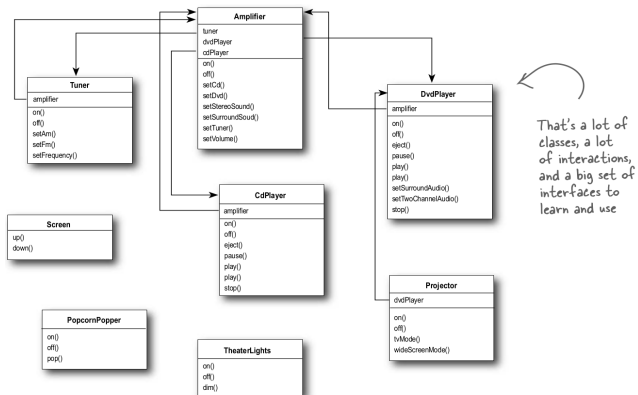 Amplifier
tuner
dvdPlayer
cdPlayer
on()
off()
setCd()
setDvd()
setStereoSound()
setSurroundSoud()
setTuner()
setVolume()
Tuner
amplifier
on()
off()
setAm()
setFm()
setFrequency()
DvdPlayer
amplifier
on()
off()
eject()
pause()
play()
play()
setSurroundAudio()
setTwoChannelAudio()
stop()
That's a lot of
classes, a lot
of interactions,
and a big set of
interfaces to
learn and use
CdPlayer
amplifier
on()
off()
eject()
pause()
play()
play()
stop()
Screen
up()
down()
Projector
dvdPlayer
on()
off()
tvMode()
wideScreenMode()
PopcornPopper
on()
off()
pop()
TheaterLights
on()
off()
dim()